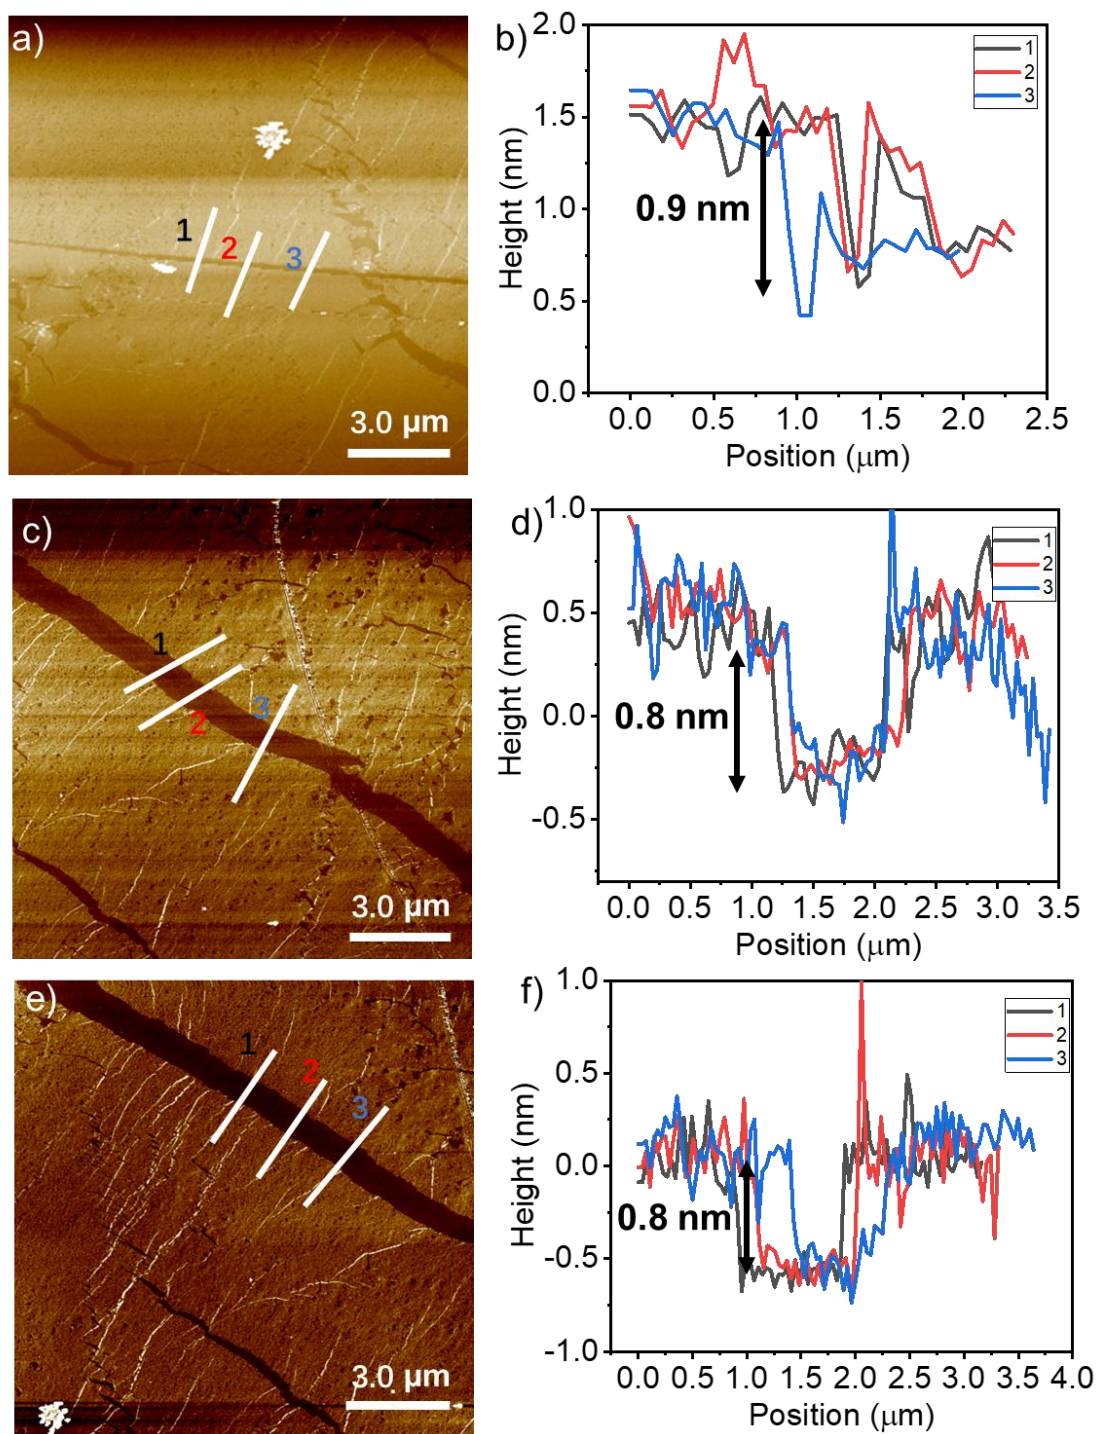 a)
1
2
3
3.0 μm
b)
2.0
1.5
1.0
0.5
0.0
Height (nm)
1
2
3
0.9 nm
0.0 0.5 1.0 1.5 2.0 2.5
Position (μm)
c)
1
2
3
3.0 μm
d)
1.0
0.5
0.0
-0.5
Height (nm)
1
2
3
0.8 nm
0.0 0.5 1.0 1.5 2.0 2.5 3.0 3.5
Position (μm)
e)
1
2
3
3.0 μm
f)
1.0
0.5
0.0
-0.5
-1.0
Height (nm)
1
2
3
0.8 nm
0.0 0.5 1.0 1.5 2.0 2.5 3.0 3.5 4.0
Position (μm)